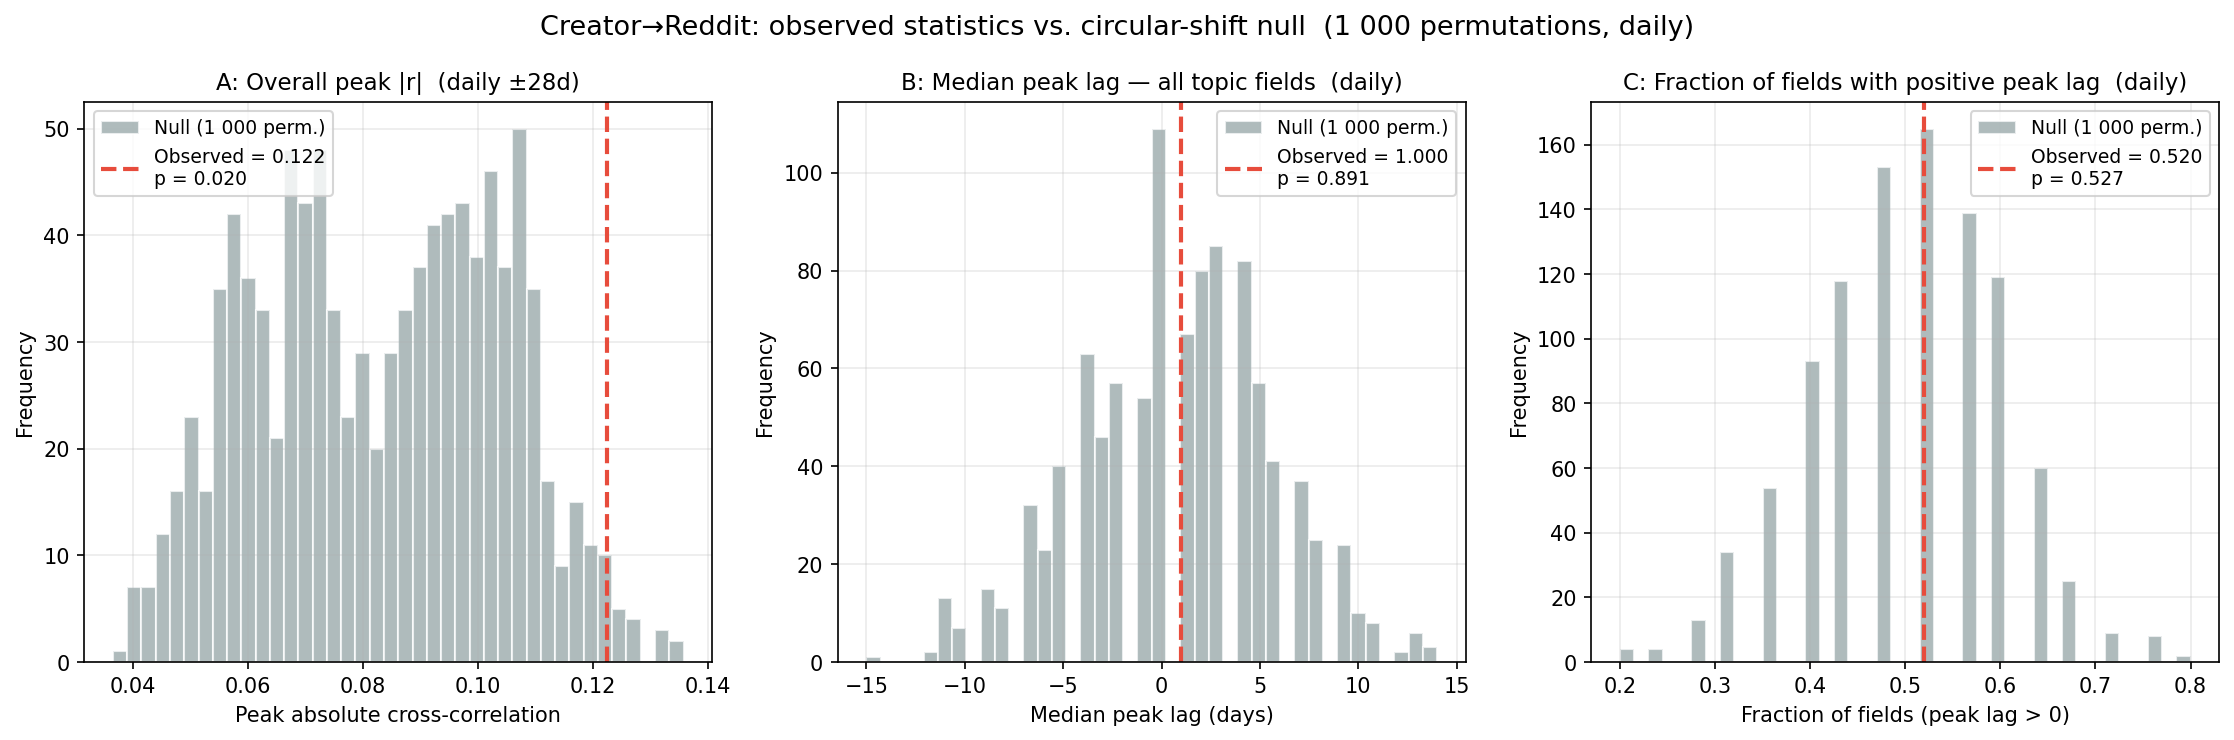 Creator→Reddit: observed statistics vs. circular-shift null (1 000 permutations, daily)
A: Overall peak |r| (daily ±28d)
Frequency
50
40
30
20
10
0
Null (1 000 perm.)
Observed = 0.122
p = 0.020
0.04 0.06 0.08 0.10 0.12 0.14
Peak absolute cross-correlation
B: Median peak lag — all topic fields (daily)
Frequency
100
80
60
40
20
0
Null (1 000 perm.)
Observed = 1.000
p = 0.891
−15 −10 −5 0 5 10 15
Median peak lag (days)
C: Fraction of fields with positive peak lag (daily)
Frequency
160
140
120
100
80
60
40
20
0
Null (1 000 perm.)
Observed = 0.520
p = 0.527
0.2 0.3 0.4 0.5 0.6 0.7 0.8
Fraction of fields (peak lag > 0)